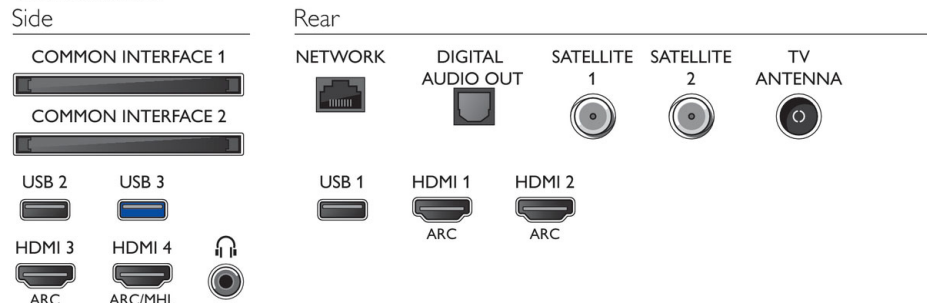 Side
COMMON INTERFACE 1
COMMON INTERFACE 2
USB 2 USB 3
HDMI 3 HDMI 4
ARC ARC/MHL
Rear
NETWORK DIGITAL AUDIO OUT SATELLITE 1 SATELLITE 2 TV ANTENNA
USB 1 HDMI 1 HDMI 2
ARC ARC